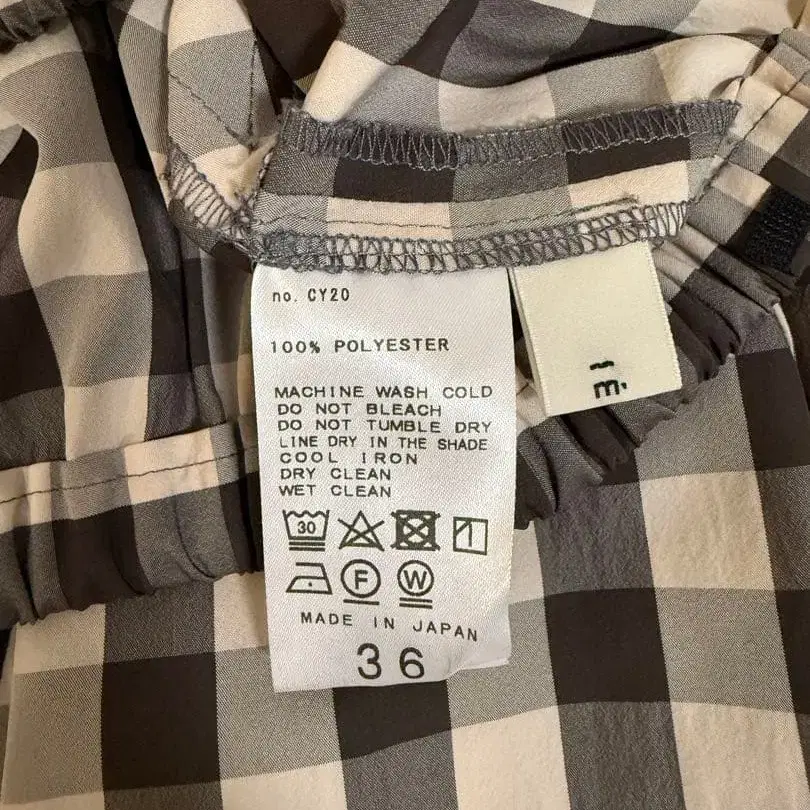 no. CY20
100% POLYESTER
MACHINE WASH COLD
DO NOT BLEACH
DO NOT TUMBLE DRY
LINE DRY IN THE SHADE
COOL IRON
DRY CLEAN
WET CLEAN
30
F W
MADE IN JAPAN
36